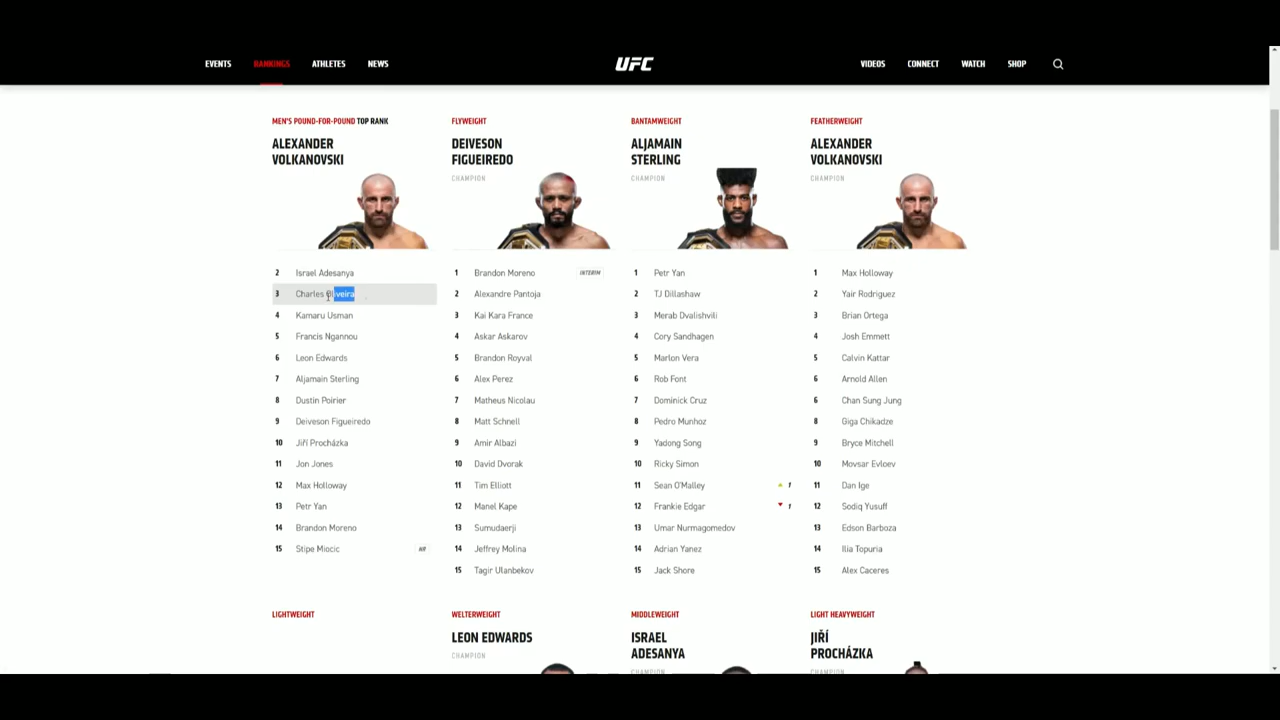 EVENTS RANKINGS ATHLETES NEWS UFC VIDEOS CONNECT WATCH SHOP
MEN'S POUND-FOR-POUND TOP RANK
ALEXANDER
VOLKANOVSKI
2 Israel Adesanya
3 Charles Oliveira
4 Kamaru Usman
5 Francis Ngannou
6 Leon Edwards
7 Aljamain Sterling
8 Dustin Poirier
9 Deiveson Figueiredo
10 Jiří Procházka
11 Jon Jones
12 Max Holloway
13 Petr Yan
14 Brandon Moreno
15 Stipe Miocic NR
FLYWEIGHT
DEIVESON
FIGUEIREDO
CHAMPION
1 Brandon Moreno INTERIM
2 Alexandre Pantoja
3 Kai Kara France
4 Askar Askarov
5 Brandon Royval
6 Alex Perez
7 Matheus Nicolau
8 Matt Schnell
9 Amir Albazi
10 David Dvorak
11 Tim Elliott
12 Manel Kape
13 Sumudaerji
14 Jeffrey Molina
15 Tagir Ulanbekov
BANTAMWEIGHT
ALJAMAIN
STERLING
CHAMPION
1 Petr Yan
2 TJ Dillashaw
3 Merab Dvalishvili
4 Cory Sandhagen
5 Marlon Vera
6 Rob Font
7 Dominick Cruz
8 Pedro Munhoz
9 Yadong Song
10 Ricky Simon
11 Sean O'Malley 1
12 Frankie Edgar 1
13 Umar Nurmagomedov
14 Adrian Yanez
15 Jack Shore
FEATHERWEIGHT
ALEXANDER
VOLKANOVSKI
CHAMPION
1 Max Holloway
2 Yair Rodriguez
3 Brian Ortega
4 Josh Emmett
5 Calvin Kattar
6 Arnold Allen
6 Chan Sung Jung
8 Giga Chikadze
9 Bryce Mitchell
10 Movsar Evloev
11 Dan Ige
12 Sodiq Yusuff
13 Edson Barboza
14 Ilia Topuria
15 Alex Caceres
LIGHTWEIGHT
WELTERWEIGHT
LEON EDWARDS
CHAMPION
MIDDLEWEIGHT
ISRAEL
ADESANYA
CHAMPION
LIGHT HEAVYWEIGHT
JIŘÍ
PROCHÁZKA
CHAMPION